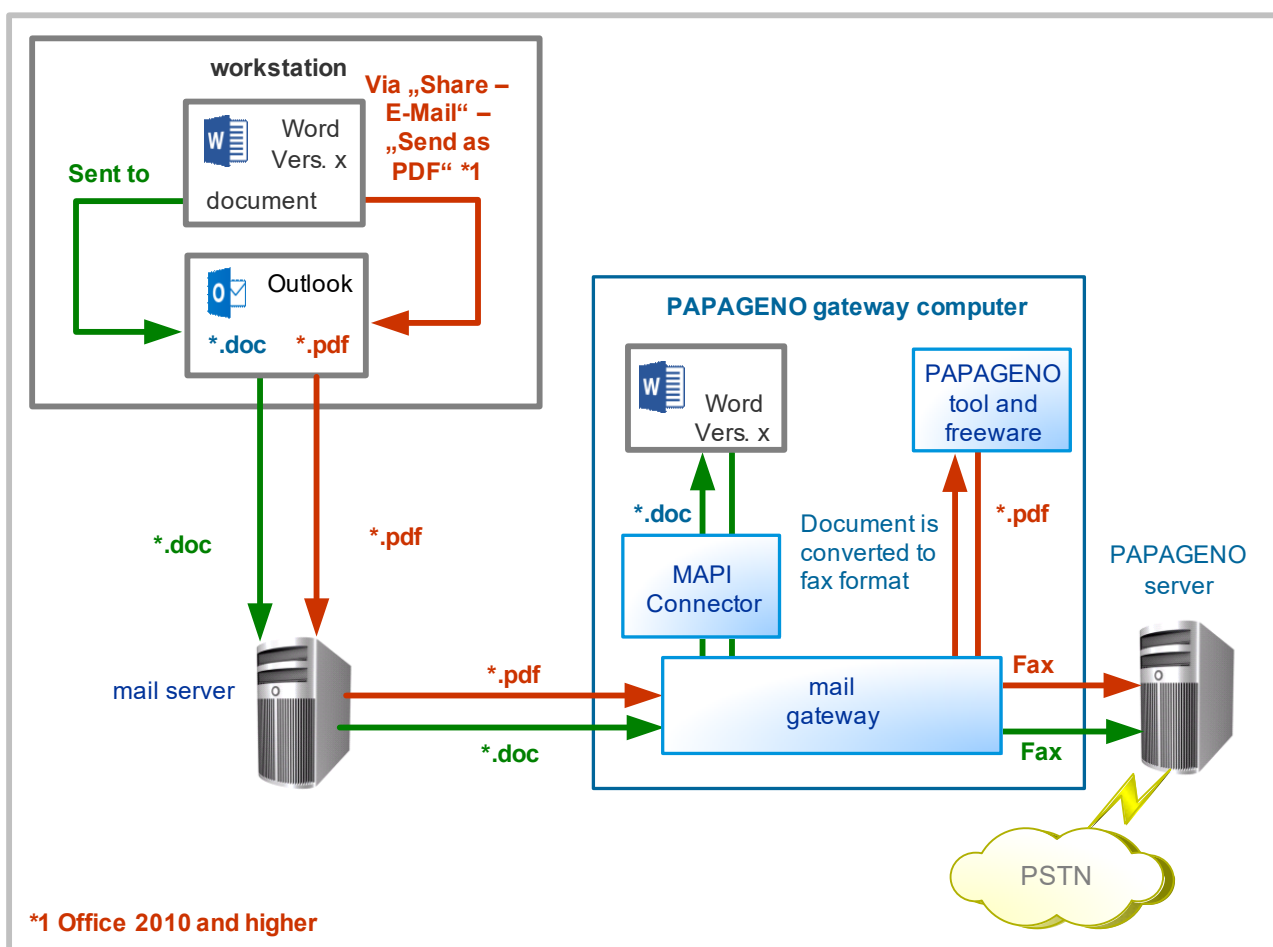 workstation
Via „Share –
E-Mail“ –
„Send as
PDF“ *1
W
Word
Vers. x
document
Sent to
O
Outlook
*.doc
*.pdf
*.doc
*.pdf
mail server
*.pdf
*.doc
PAPAGENO gateway computer
W
Word
Vers. x
PAPAGENO
tool and
freeware
*.doc
*.pdf
Document is
converted to
fax format
MAPI
Connector
mail
gateway
Fax
Fax
PAPAGENO
server
PSTN
*1 Office 2010 and higher